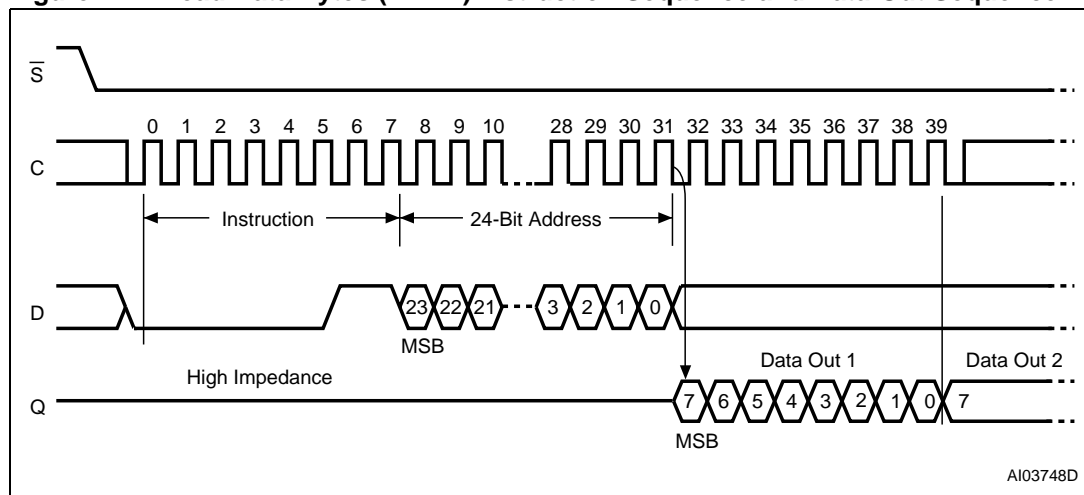 S
0 1 2 3 4 5 6 7 8 9 10 28 29 30 31 32 33 34 35 36 37 38 39
C
Instruction 24-Bit Address
D 23 22 21 3 2 1 0
MSB
High Impedance Data Out 1 Data Out 2
Q 7 6 5 4 3 2 1 0 7
MSB
AI03748D